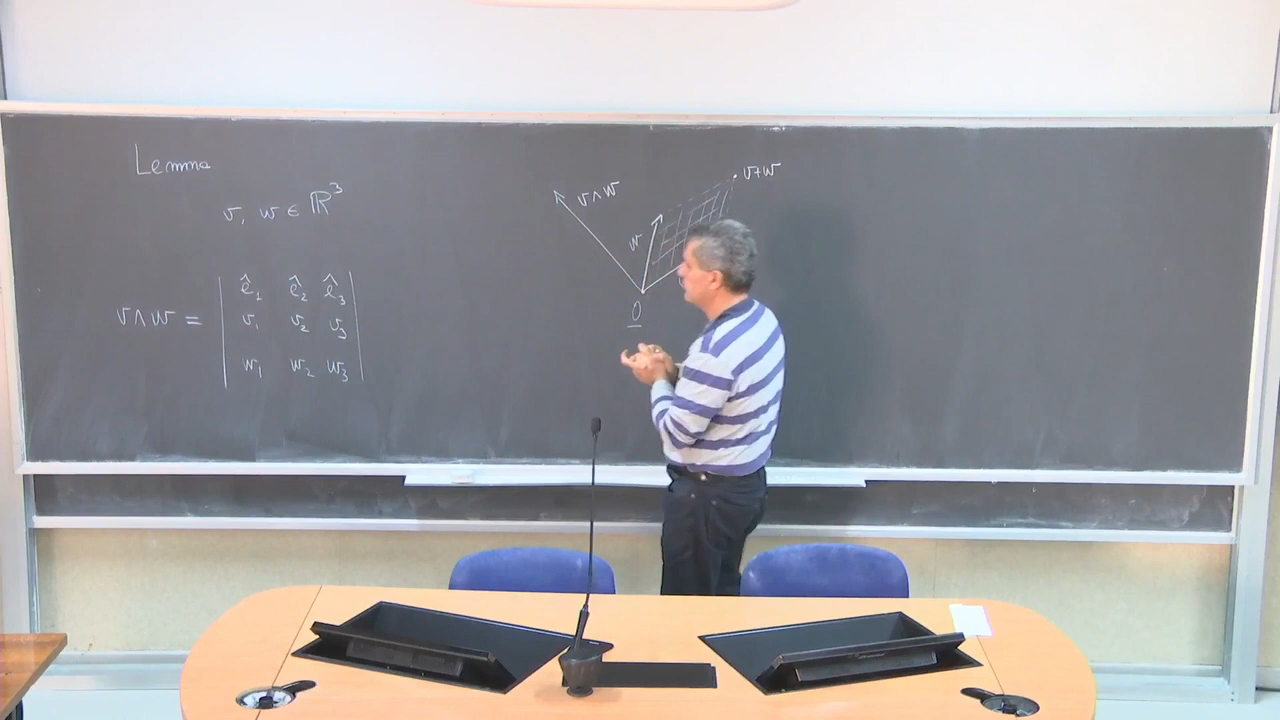 Lemma
v, w ∈ ℝ³
v ∧ w = | ê₁ ê₂ ê₃ |
| v₁ v₂ v₃ |
| w₁ w₂ w₃ |
v+w
v ∧ w
w
0